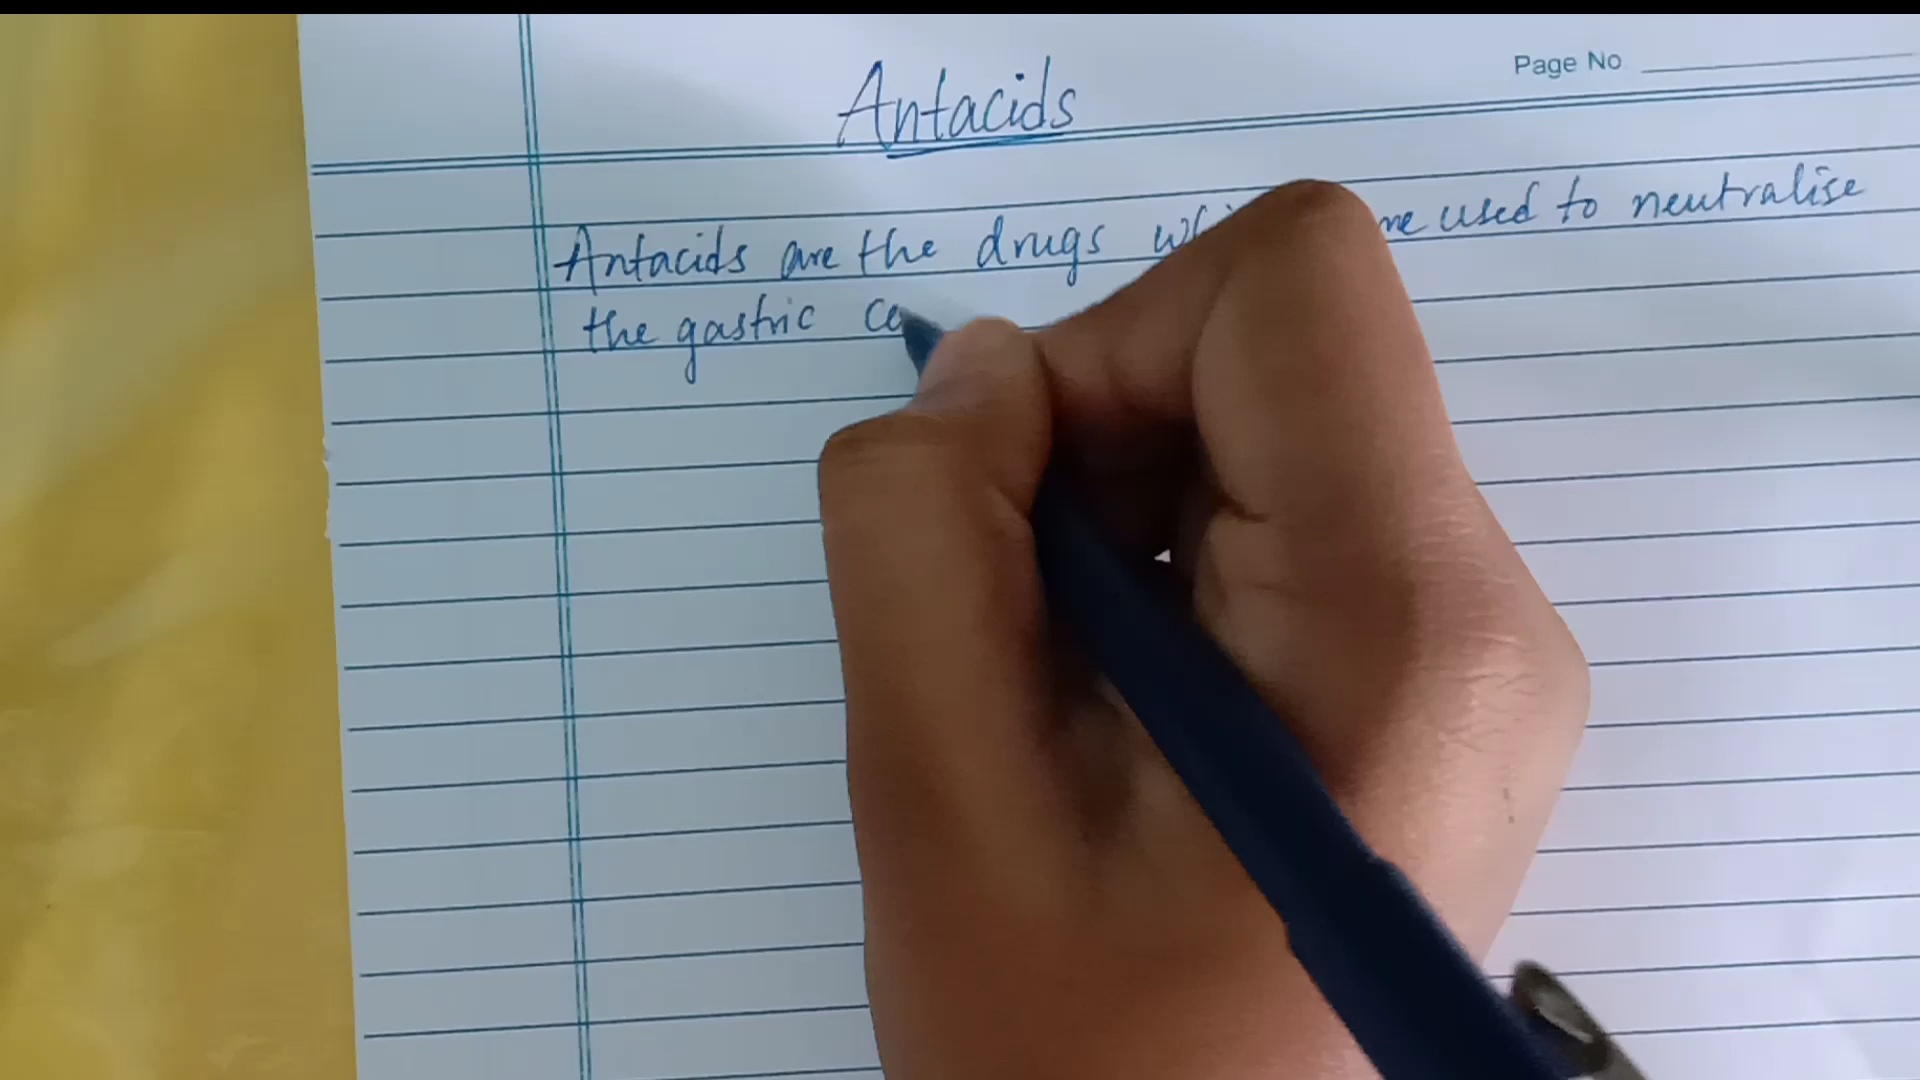 Page No
Antacids
Antacids are the drugs used to neutralise
the gastric